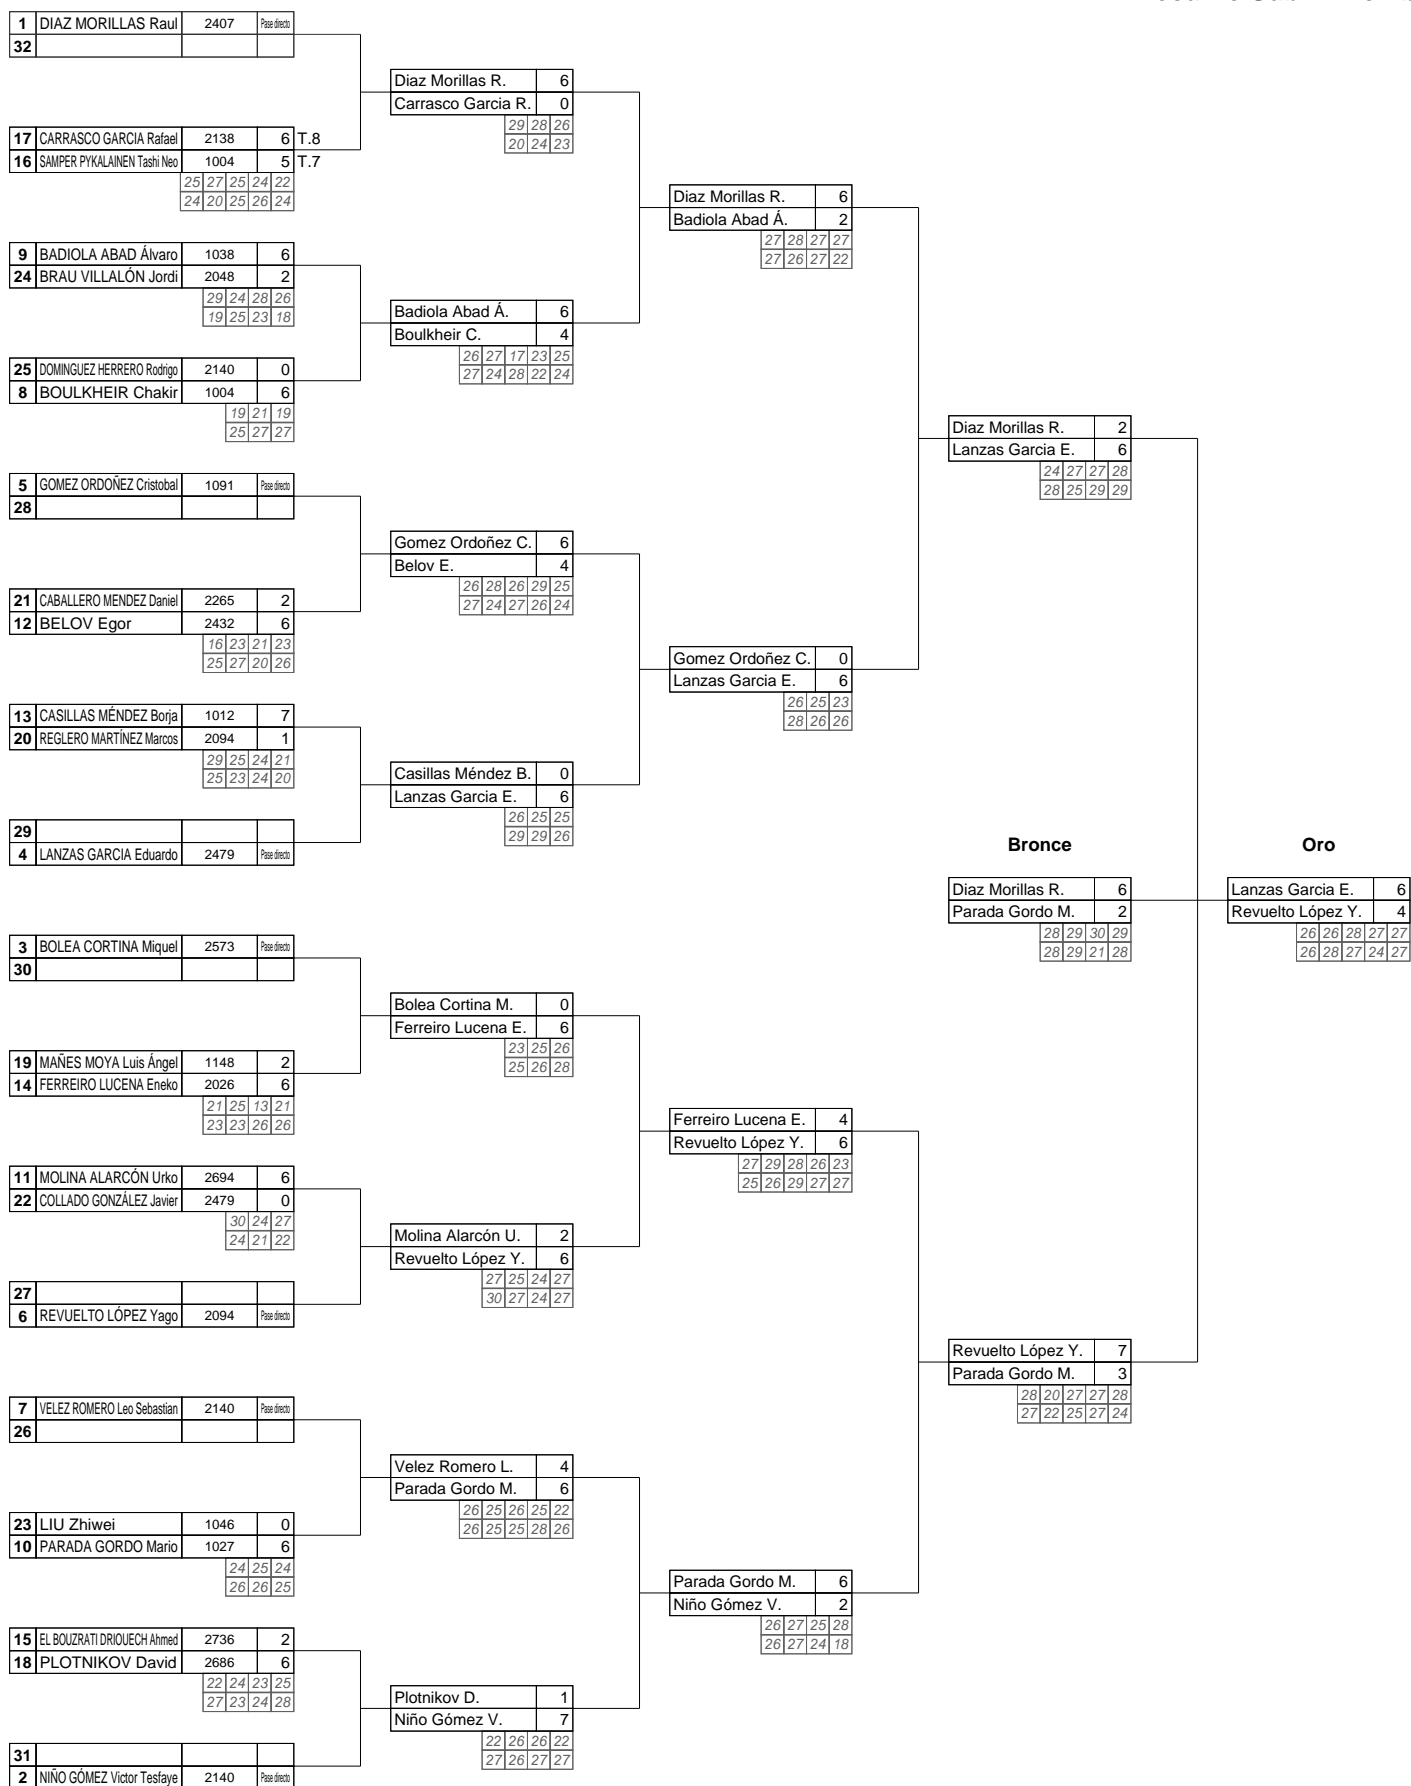 1 DIAZ MORILLAS Raul 2407 Pase directo
32
17 CARRASCO GARCIA Rafael 2138 6 T.8
16 SAMPER PYKALAINEN Tashi Neo 1004 5 T.7
25 27 25 24 22
24 20 25 26 24
9 BADIOLA ABAD Álvaro 1038 6
24 BRAU VILLALÓN Jordi 2048 2
29 24 28 26
19 25 23 18
25 DOMINGUEZ HERRERO Rodrigo 2140 0
8 BOULKHEIR Chakir 1004 6
19 21 19
25 27 27
5 GOMEZ ORDOÑEZ Cristobal 1091 Pase directo
28
21 CABALLERO MENDEZ Daniel 2265 2
12 BELOV Egor 2432 6
16 23 21 23
25 27 20 26
13 CASILLAS MÉNDEZ Borja 1012 7
20 REGLERO MARTÍNEZ Marcos 2094 1
29 25 24 21
25 23 24 20
29
4 LANZAS GARCIA Eduardo 2479 Pase directo
3 BOLEA CORTINA Miquel 2573 Pase directo
30
19 MAÑES MOYA Luis Ángel 1148 2
14 FERREIRO LUCENA Eneko 2026 6
21 25 13 21
23 23 26 26
11 MOLINA ALARCÓN Urko 2694 6
22 COLLADO GONZÁLEZ Javier 2479 0
30 24 27
24 21 22
27
6 REVUELTO LÓPEZ Yago 2094 Pase directo
7 VELEZ ROMERO Leo Sebastian 2140 Pase directo
26
23 LIU Zhiwei 1046 0
10 PARADA GORDO Mario 1027 6
24 25 24
26 26 25
15 EL BOUZRATI DRIOUECH Ahmed 2736 2
18 PLOTNIKOV David 2686 6
22 24 23 25
27 23 24 28
31
2 NIÑO GÓMEZ Victor Tesfaye 2140 Pase directo
Diaz Morillas R. 6
Carrasco Garcia R. 0
29 28 26
20 24 23
Badiola Abad Á. 6
Boulkheir C. 4
26 27 17 23 25
27 24 28 22 24
Gomez Ordoñez C. 6
Belov E. 4
26 28 26 29 25
27 24 27 26 24
Casillas Méndez B. 0
Lanzas Garcia E. 6
26 25 25
29 29 26
Bolea Cortina M. 0
Ferreiro Lucena E. 6
23 25 26
25 26 28
Molina Alarcón U. 2
Revuelto López Y. 6
27 25 24 27
30 27 24 27
Velez Romero L. 4
Parada Gordo M. 6
26 25 26 25 22
26 25 25 28 26
Plotnikov D. 1
Niño Gómez V. 7
22 26 26 22
27 26 27 27
Diaz Morillas R. 6
Badiola Abad Á. 2
27 28 27 27
27 26 27 22
Gomez Ordoñez C. 0
Lanzas Garcia E. 6
26 25 23
28 26 26
Ferreiro Lucena E. 4
Revuelto López Y. 6
27 29 28 26 23
25 26 29 27 27
Parada Gordo M. 6
Niño Gómez V. 2
26 27 25 28
26 27 24 18
Diaz Morillas R. 2
Lanzas Garcia E. 6
24 27 27 28
28 25 29 29
Revuelto López Y. 7
Parada Gordo M. 3
28 20 27 27 28
27 22 25 27 24
Bronce
Diaz Morillas R. 6
Parada Gordo M. 2
28 29 30 29
28 29 21 28
Oro
Lanzas Garcia E. 6
Revuelto López Y. 4
26 26 28 27 27
26 28 27 24 27